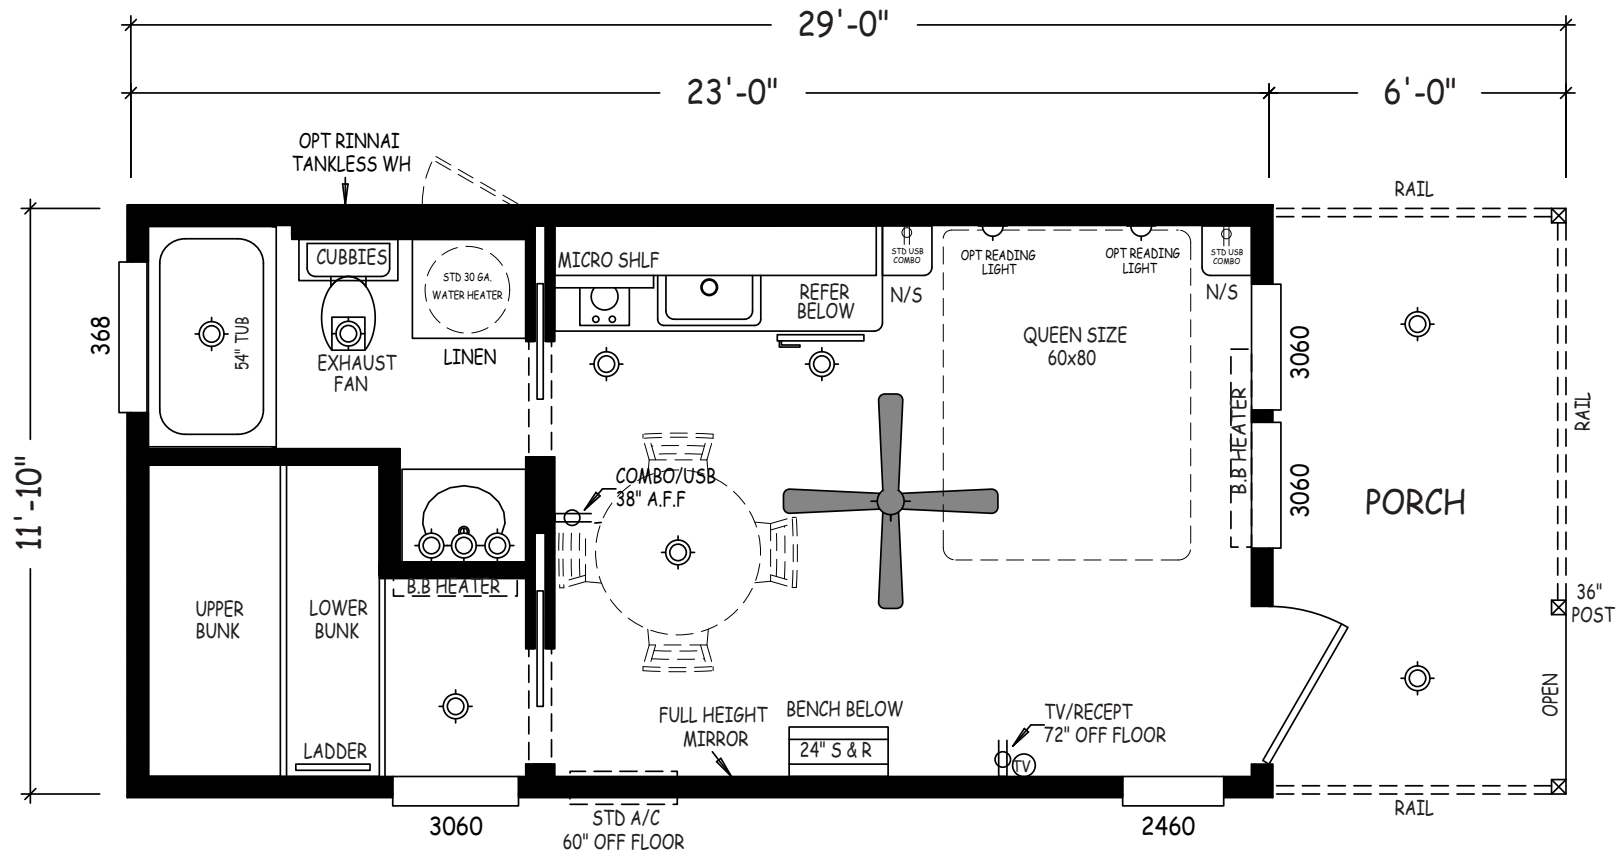 29'-0"
23'-0"
6'-0"
OPT RINNAI
TANKLESS WH
RAIL
CUBBIES
STD 30 GA.
WATER HEATER
MICRO SHLF
STD USB
COMBO
OPT READING
LIGHT
OPT READING
LIGHT
STD USB
COMBO
N/S
N/S
REFER
BELOW
368
54" TUB
EXHAUST
FAN
LINEN
QUEEN SIZE
60x80
3060
B.B HEATER
RAIL
11'-10"
COMBO/USB
38" A.F.F
3060
PORCH
B.B HEATER
UPPER
BUNK
LOWER
BUNK
36"
POST
OPEN
FULL HEIGHT
MIRROR
BENCH BELOW
24" S & R
TV/RECEPT
72" OFF FLOOR
TV
LADDER
RAIL
3060
STD A/C
60" OFF FLOOR
2460